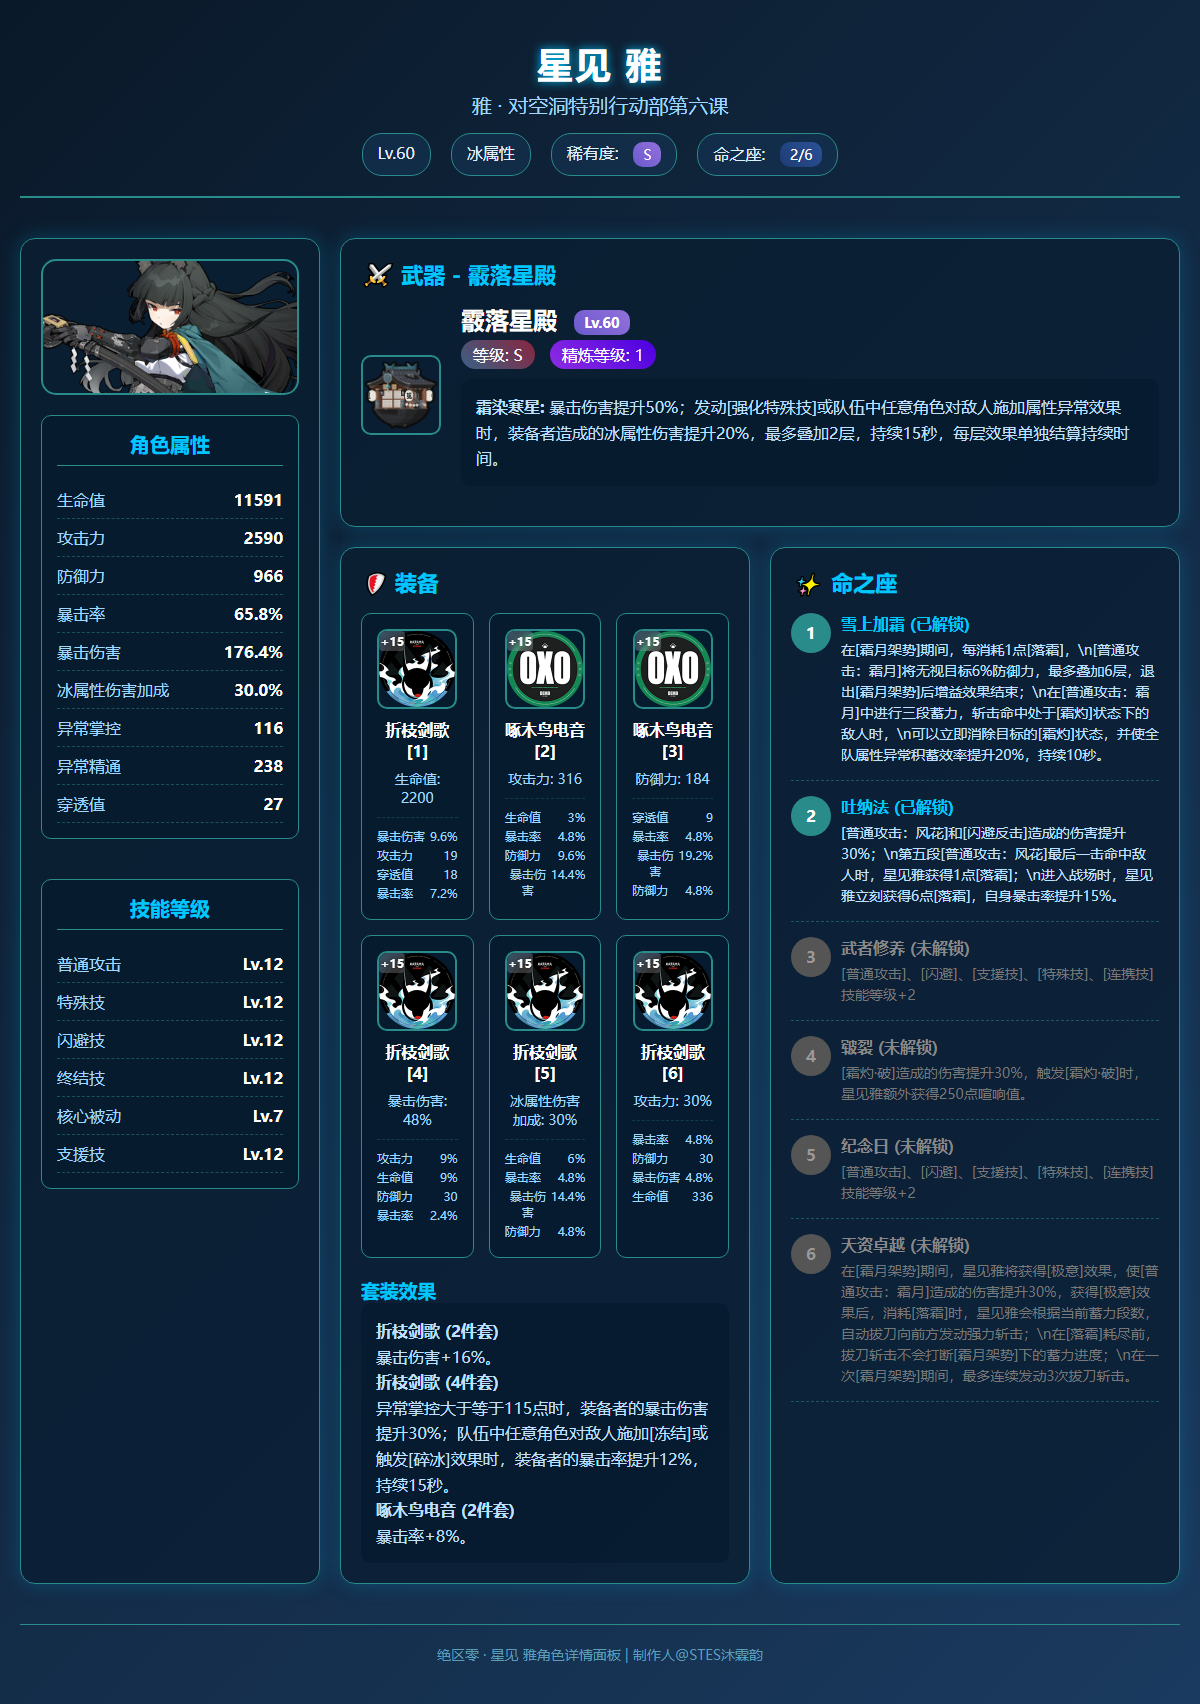 星见 雅
雅 · 对空洞特别行动部第六课
Lv.60
冰属性
稀有度: S
命之座: 2/6
角色属性
生命值 11591
攻击力 2590
防御力 966
暴击率 65.8%
暴击伤害 176.4%
冰属性伤害加成 30.0%
异常掌控 116
异常精通 238
穿透值 27
技能等级
普通攻击 Lv.12
特殊技 Lv.12
闪避技 Lv.12
终结技 Lv.12
核心被动 Lv.7
支援技 Lv.12
武器 - 霰落星殿
霰落星殿 Lv.60
等级: S 精炼等级: 1
霜染寒星: 暴击伤害提升50%；发动[强化特殊技]或队伍中任意角色对敌人施加属性异常效果
时，装备者造成的冰属性伤害提升20%，最多叠加2层，持续15秒，每层效果单独结算持续时
间。
装备
+15
折枝剑歌
[1]
生命值:
2200
暴击伤害 9.6%
攻击力 19
穿透值 18
暴击率 7.2%
+15
OXO
啄木鸟电音
[2]
攻击力: 316
生命值 3%
暴击率 4.8%
防御力 9.6%
暴击伤 14.4%
害
+15
OXO
啄木鸟电音
[3]
防御力: 184
穿透值 9
暴击率 4.8%
暴击伤 19.2%
害
防御力 4.8%
+15
折枝剑歌
[4]
暴击伤害:
48%
攻击力 9%
生命值 9%
防御力 30
暴击率 2.4%
+15
折枝剑歌
[5]
冰属性伤害
加成: 30%
生命值 6%
暴击率 4.8%
暴击伤 14.4%
害
防御力 4.8%
+15
折枝剑歌
[6]
攻击力: 30%
暴击率 4.8%
防御力 30
暴击伤害 4.8%
生命值 336
套装效果
折枝剑歌 (2件套)
暴击伤害+16%。
折枝剑歌 (4件套)
异常掌控大于等于115点时，装备者的暴击伤害
提升30%；队伍中任意角色对敌人施加[冻结]或
触发[碎冰]效果时，装备者的暴击率提升12%，
持续15秒。
啄木鸟电音 (2件套)
暴击率+8%。
命之座
1
雪上加霜 (已解锁)
在[霜月架势]期间，每消耗1点[落霜]，\n[普通攻
击：霜月]将无视目标6%防御力，最多叠加6层，退
出[霜月架势]后增益效果结束；\n在[普通攻击：霜
月]中进行三段蓄力，斩击命中处于[霜灼]状态下的
敌人时，\n可以立即消除目标的[霜灼]状态，并使全
队属性异常积蓄效率提升20%，持续10秒。
2
吐纳法 (已解锁)
[普通攻击：风花]和[闪避反击]造成的伤害提升
30%；\n第五段[普通攻击：风花]最后一击命中敌
人时，星见雅获得1点[落霜]；\n进入战场时，星见
雅立刻获得6点[落霜]，自身暴击率提升15%。
3
武者修养 (未解锁)
[普通攻击]、[闪避]、[支援技]、[特殊技]、[连携技]
技能等级+2
4
皲裂 (未解锁)
[霜灼·破]造成的伤害提升30%，触发[霜灼·破]时，
星见雅额外获得250点喧响值。
5
纪念日 (未解锁)
[普通攻击]、[闪避]、[支援技]、[特殊技]、[连携技]
技能等级+2
6
天资卓越 (未解锁)
在[霜月架势]期间，星见雅将获得[极意]效果，使[普
通攻击：霜月]造成的伤害提升30%，获得[极意]效
果后，消耗[落霜]时，星见雅会根据当前蓄力段数，
自动拔刀向前方发动强力斩击；\n在[落霜]耗尽前，
拔刀斩击不会打断[霜月架势]下的蓄力进度；\n在一
次[霜月架势]期间，最多连续发动3次拔刀斩击。
绝区零 · 星见 雅角色详情面板 | 制作人@STES沐霖韵